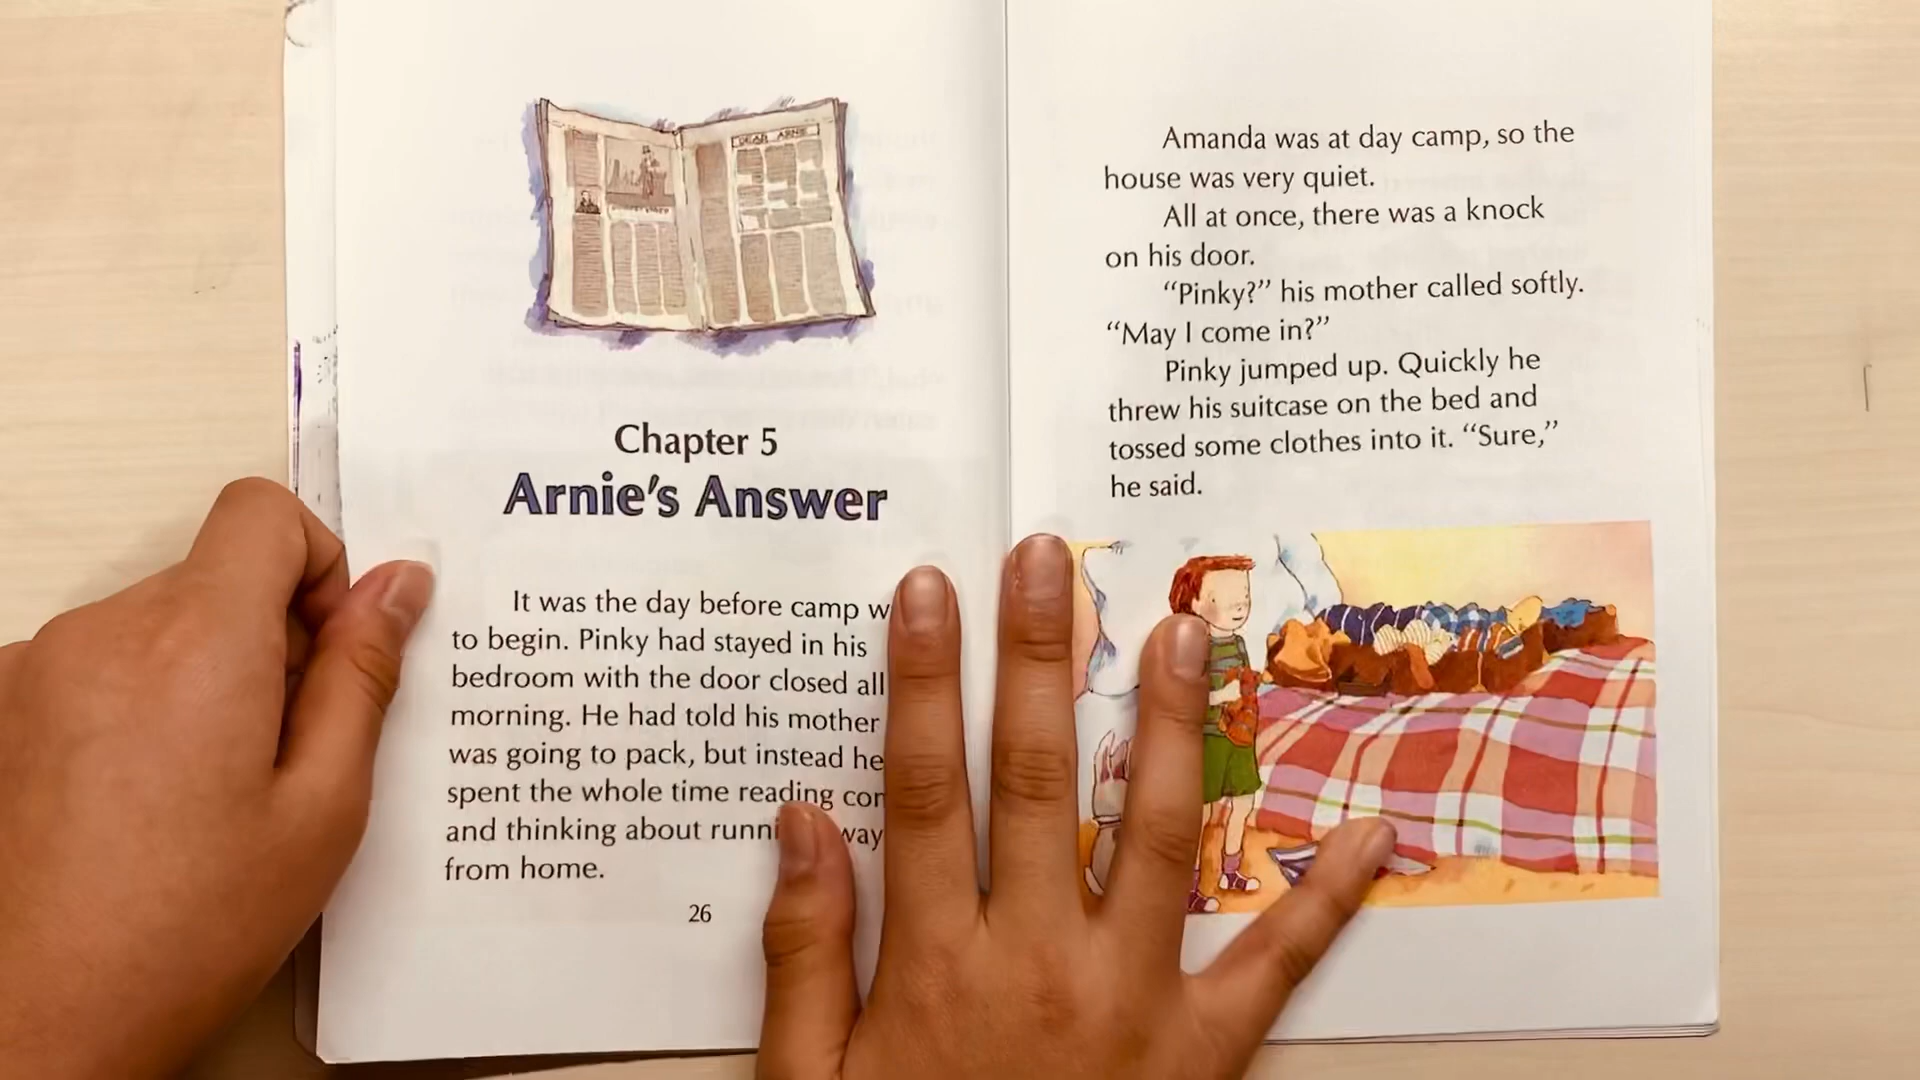 DEAR ARNIE
Chapter 5
Arnie's Answer
It was the day before camp
to begin. Pinky had stayed in his
bedroom with the door closed all
morning. He had told his mother
was going to pack, but instead he
spent the whole time reading
and thinking about
from home.
26
Amanda was at day camp, so the
house was very quiet.
All at once, there was a knock
on his door.
“Pinky?” his mother called softly.
“May I come in?”
Pinky jumped up. Quickly he
threw his suitcase on the bed and
tossed some clothes into it. “Sure,”
he said.